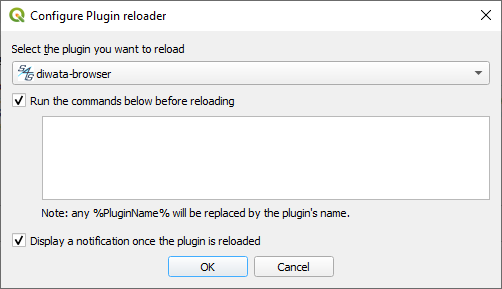 Configure Plugin reloader
Select the plugin you want to reload
diwata-browser
Run the commands below before reloading
Note: any %PluginName% will be replaced by the plugin's name.
Display a notification once the plugin is reloaded
OK
Cancel